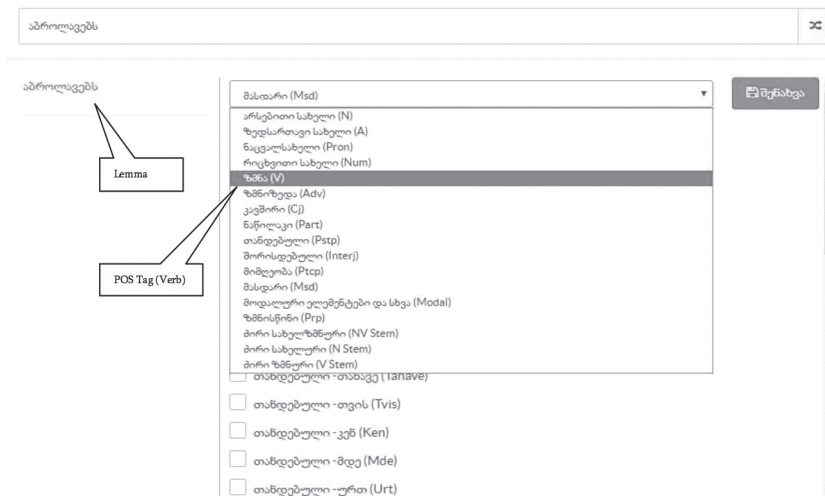 აბროლავებს
აბროლავებს
მასდარი (Msd)
შენახვა
არსებითი სახელი (N)
ზედსართავი სახელი (A)
ნაცვალსახელი (Pron)
რიცხვითი სახელი (Num)
ზმნა (V)
ზმნიზედა (Adv)
კავშირი (Cj)
ნაწილაკი (Part)
თანდებული (Pstp)
შორისდებული (Interj)
მიმღეობა (Ptcp)
მასდარი (Msd)
მოდალური ელემენტები და სხვა (Modal)
ზმნისწინი (Prp)
ძირი სახელზმნური (NV Stem)
ძირი სახელური (N Stem)
ძირი ზმნური (V Stem)
თანდებული -თანავე (Tanave)
თანდებული -თვის (Tvis)
თანდებული -კენ (Ken)
თანდებული -მდე (Mde)
თანდებული -ურთ (Urt)
Lemma
POS Tag (Verb)